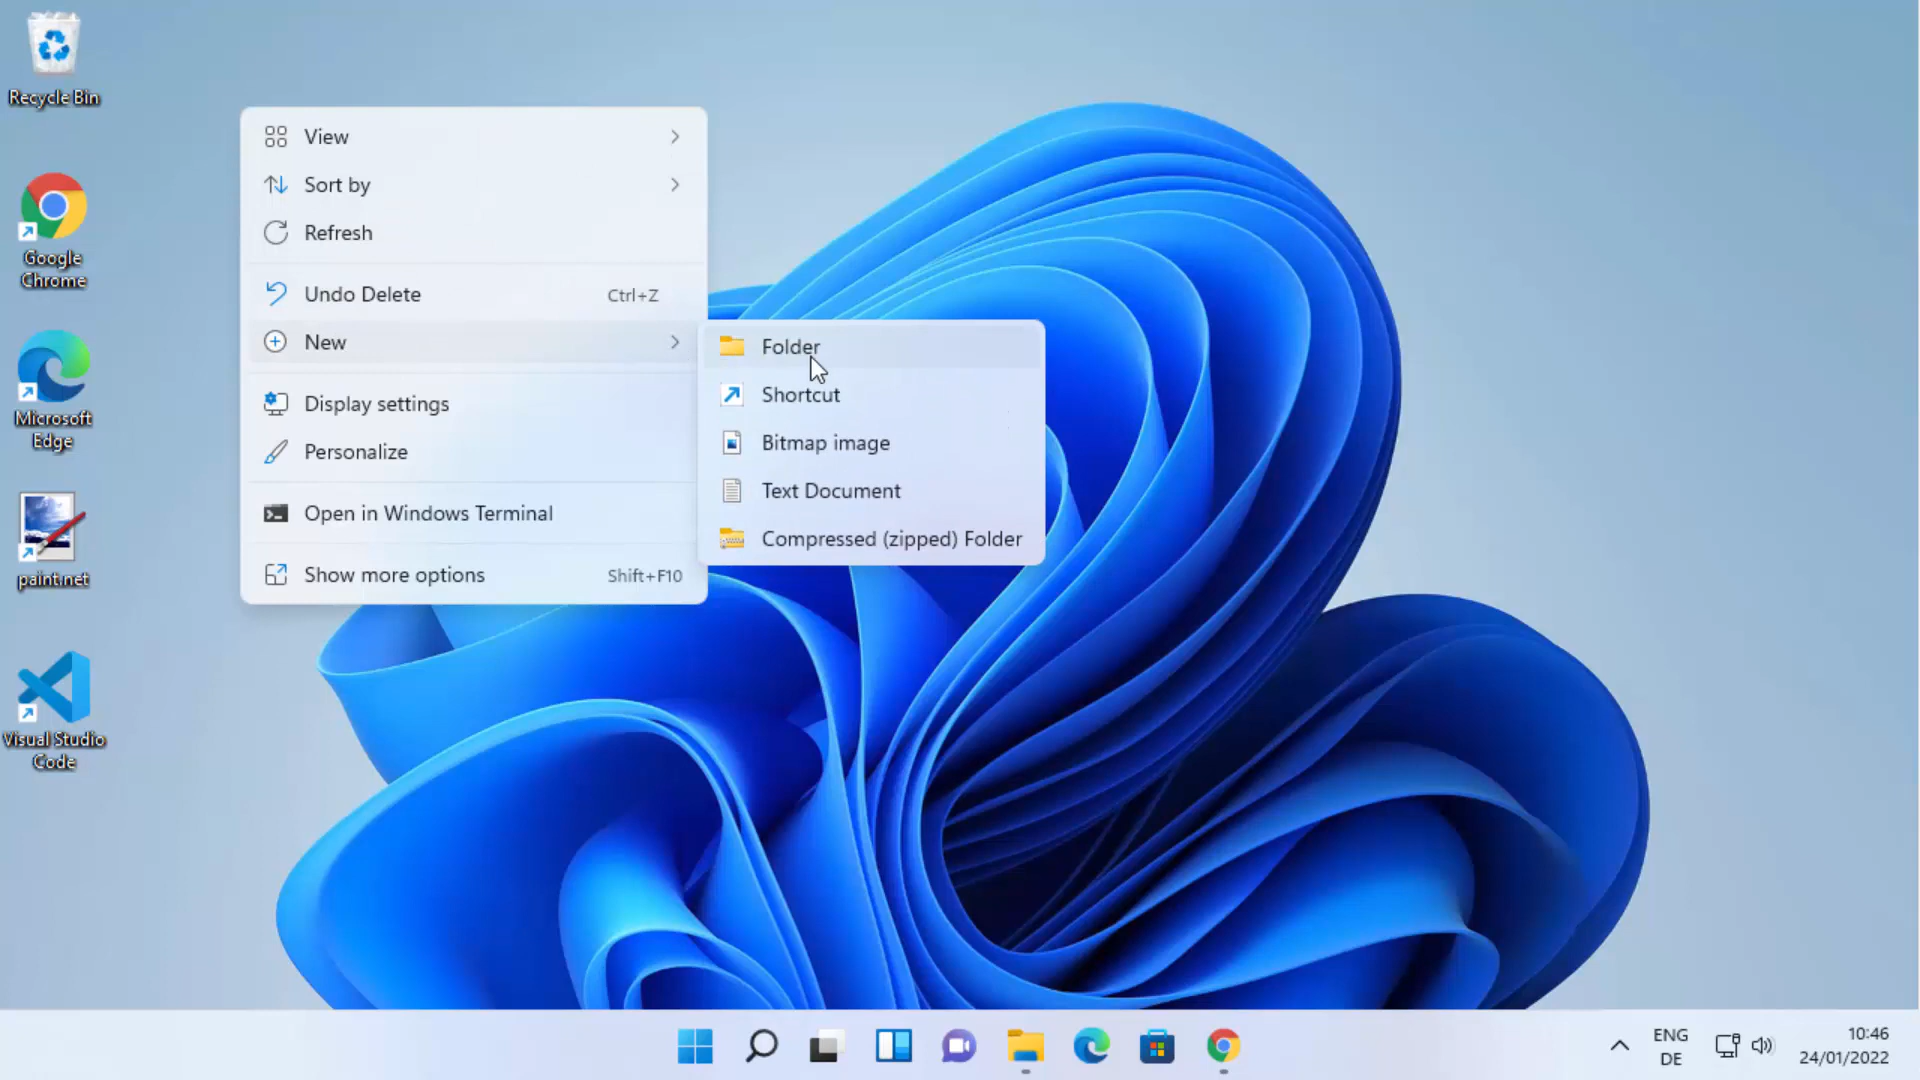 Recycle Bin
Google
Chrome
Microsoft
Edge
paint.net
Visual Studio
Code
View
Sort by
Refresh
Undo Delete Ctrl+Z
New
Display settings
Personalize
Open in Windows Terminal
Show more options Shift+F10
Folder
Shortcut
Bitmap image
Text Document
Compressed (zipped) Folder
ENG
DE
10:46
24/01/2022